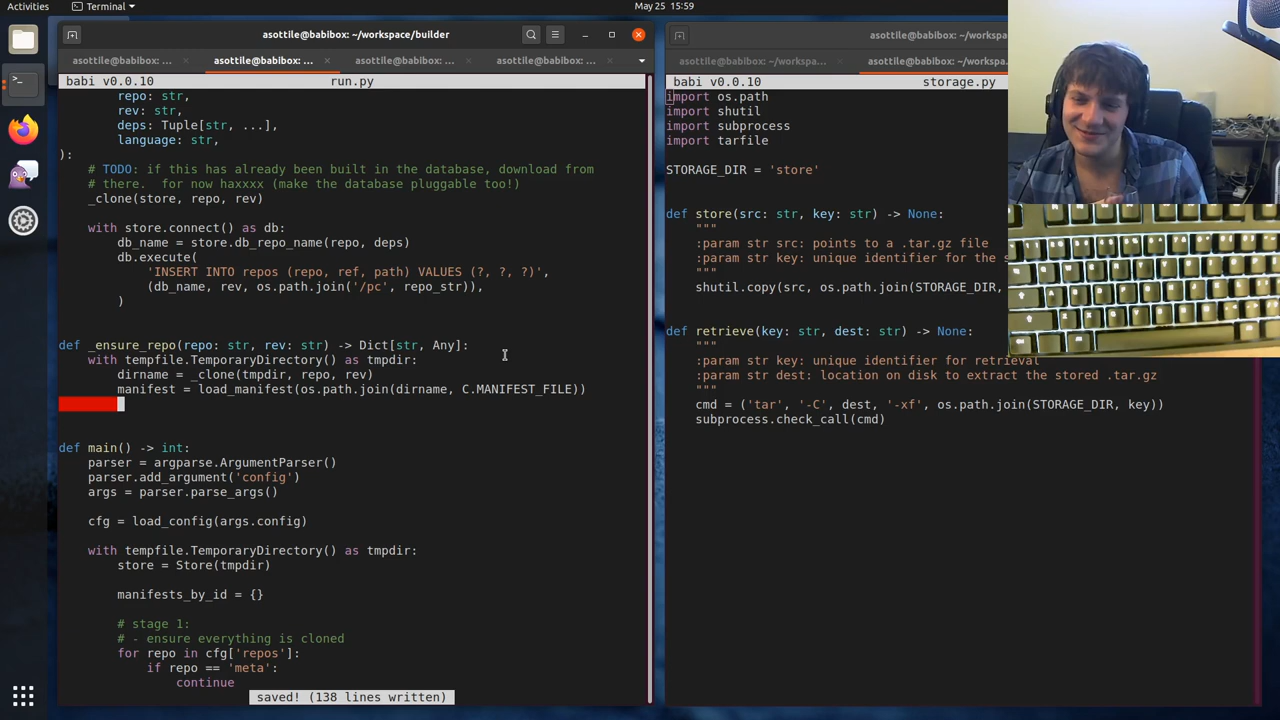 Activities
Terminal
May 25 15:59
asottile@babibox: ~/workspace/builder
asottile@babibox: ~/workspa
asottile@babibox: ...
asottile@babibox: ...
asottile@babibox: ...
asottile@babibox: ...
babi v0.0.10 run.py
repo: str,
rev: str,
deps: Tuple[str, ...],
language: str,
):
# TODO: if this has already been built in the database, download from
# there. for now haxxxx (make the database pluggable too!)
_clone(store, repo, rev)
with store.connect() as db:
db_name = store.db_repo_name(repo, deps)
db.execute(
'INSERT INTO repos (repo, ref, path) VALUES (?, ?, ?)',
(db_name, rev, os.path.join('/pc', repo_str)),
)
def _ensure_repo(repo: str, rev: str) -> Dict[str, Any]:
with tempfile.TemporaryDirectory() as tmpdir:
dirname = _clone(tmpdir, repo, rev)
manifest = load_manifest(os.path.join(dirname, C.MANIFEST_FILE))
def main() -> int:
parser = argparse.ArgumentParser()
parser.add_argument('config')
args = parser.parse_args()
cfg = load_config(args.config)
with tempfile.TemporaryDirectory() as tmpdir:
store = Store(tmpdir)
manifests_by_id = {}
# stage 1:
# - ensure everything is cloned
for repo in cfg['repos']:
if repo == 'meta':
continue
saved! (138 lines written)
asottile@babibox: ~/workspa...
asottile@babibox: ~/workspa
babi v0.0.10 storage.py
import os.path
import shutil
import subprocess
import tarfile
STORAGE_DIR = 'store'
def store(src: str, key: str) -> None:
"""
:param str src: points to a .tar.gz file
:param str key: unique identifier for the s
"""
shutil.copy(src, os.path.join(STORAGE_DIR,
def retrieve(key: str, dest: str) -> None:
"""
:param str key: unique identifier for retrieval
:param str dest: location on disk to extract the stored .tar.gz
"""
cmd = ('tar', '-C', dest, '-xf', os.path.join(STORAGE_DIR, key))
subprocess.check_call(cmd)